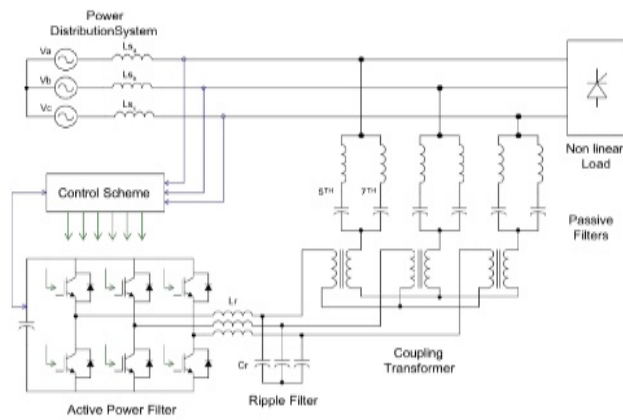 Power
DistributionSystem
Va
Vb
Vc
Non linear
Load
Control Scheme
5TH
7TH
Passive
Filters
Lr
Cr
Coupling
Transformer
Ripple Filter
Active Power Filter